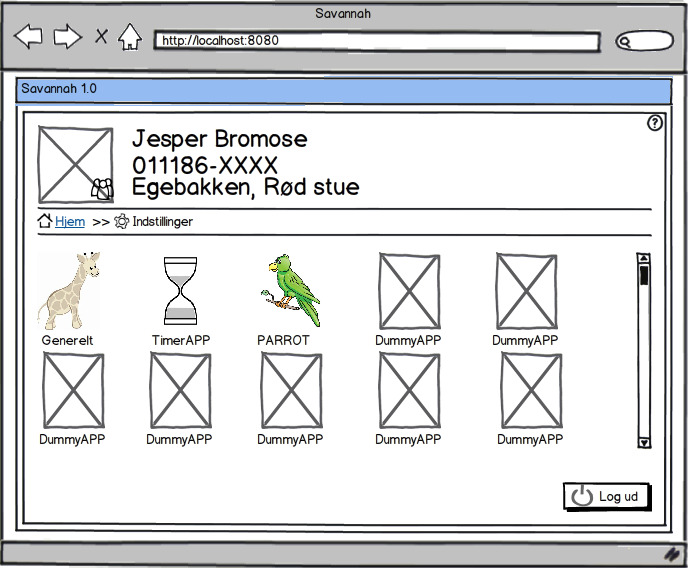 Savannah
http://localhost:8080
Savannah 1.0
?
Jesper Bromose
011186-XXXX
Egebakken, Rød stue
Hjem >> Indstillinger
Generelt TimerAPP PARROT DummyAPP DummyAPP
DummyAPP DummyAPP DummyAPP DummyAPP DummyAPP
Log ud